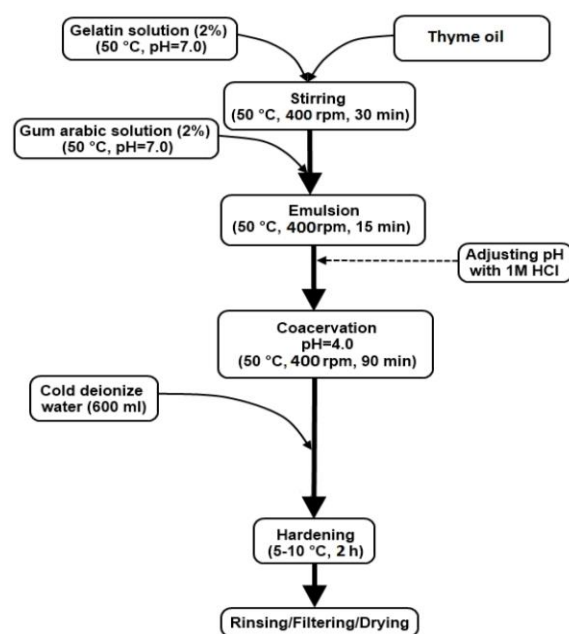 Gelatin solution (2%)
(50 °C, pH=7.0)
Thyme oil
Stirring
(50 °C, 400 rpm, 30 min)
Gum arabic solution (2%)
(50 °C, pH=7.0)
Emulsion
(50 °C, 400rpm, 15 min)
Adjusting pH
with 1M HCl
Coacervation
pH=4.0
(50 °C, 400 rpm, 90 min)
Cold deionize
water (600 ml)
Hardening
(5-10 °C, 2 h)
Rinsing/Filtering/Drying